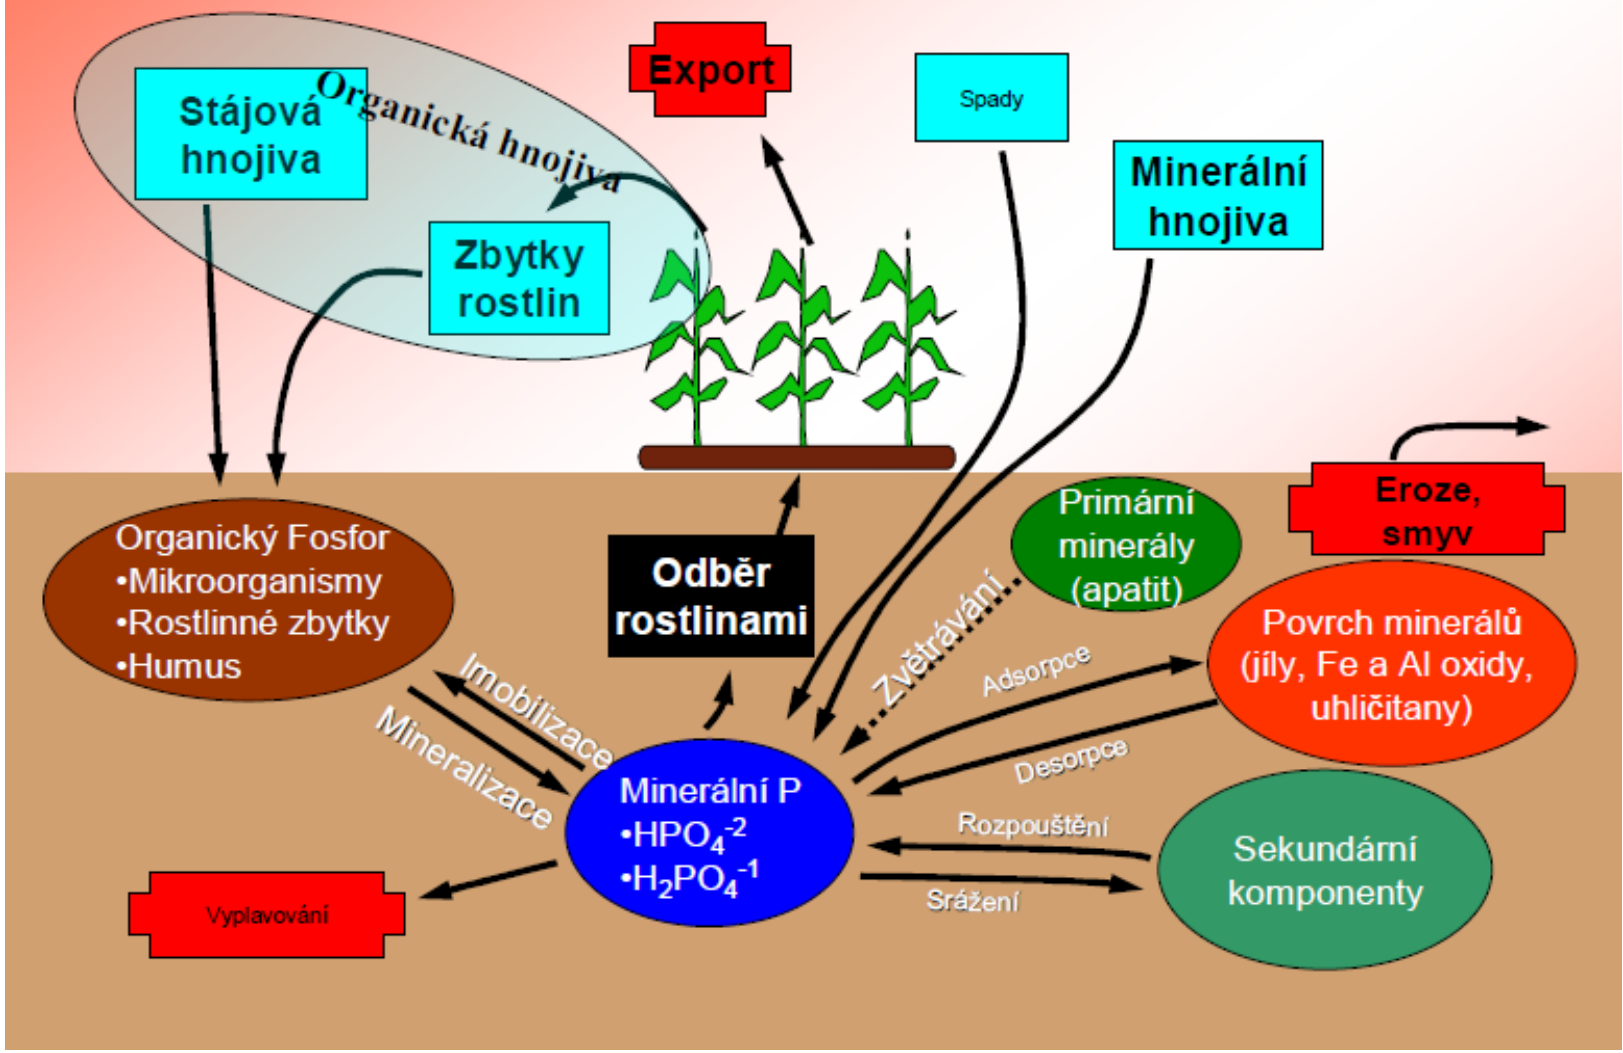 Stájová
hnojiva
Organická hnojiva
Zbytky
rostlin
Export
Spady
Minerální
hnojiva
Eroze,
smyv
Primární
minerály
(apatit)
Organický Fosfor
•Mikroorganismy
•Rostlinné zbytky
•Humus
Odběr
rostlinami
Zvětrávání
Povrch minerálů
(jíly, Fe a Al oxidy,
uhličitany)
Adsorpce
Desorpce
Imobilizace
Mineralizace
Minerální P
•HPO₄⁻²
•H₂PO₄⁻¹
Rozpouštění
Srážení
Sekundární
komponenty
Vyplavování